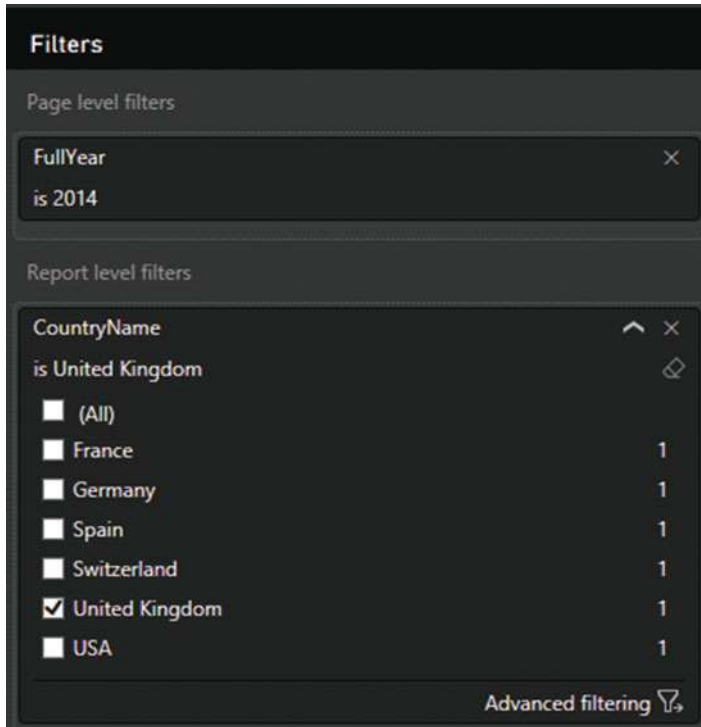 Filters
Page level filters
FullYear
is 2014
Report level filters
CountryName
is United Kingdom
(All)
France 1
Germany 1
Spain 1
Switzerland 1
United Kingdom 1
USA 1
Advanced filtering